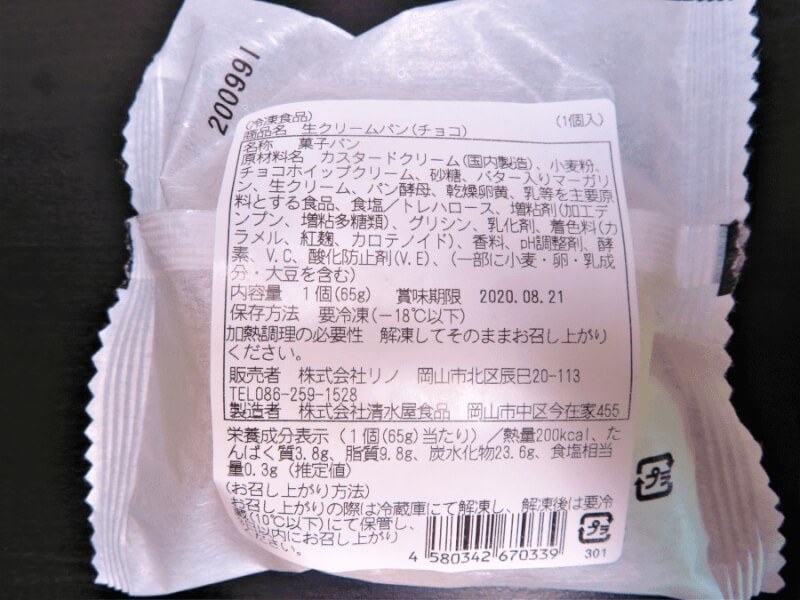 200991
(冷凍食品)
商品名 生クリームパン(チョコ) (1個入)
名称 菓子パン
原材料名 カスタードクリーム(国内製造)、小麦粉、
チョコホイップクリーム、砂糖、バター入りマーガリ
ン、生クリーム、パン酵母、乾燥卵黄、乳等を主要原
料とする食品、食塩/トレハロース、増粘剤(加工デ
ンプン、増粘多糖類)、グリシン、乳化剤、着色料(カ
ラメル、紅麹、カロテノイド)、香料、pH調整剤、酵
素、V.C、酸化防止剤(V.E)、(一部に小麦・卵・乳成
分・大豆を含む)
内容量 1個(65g) 賞味期限 2020.08.21
保存方法 要冷凍(-18℃以下)
加熱調理の必要性 解凍してそのままお召し上がり
ください。
販売者 株式会社リノ 岡山市北区辰巳20-113
TEL086-259-1528
製造者 株式会社清水屋食品 岡山市中区今在家455
栄養成分表示(1個(65g)当たり)/熱量200kcal、た
んぱく質3.8g、脂質9.8g、炭水化物23.6g、食塩相当
量0.3g(推定値)
(お召し上がり方法)
お召し上がりの際は冷蔵庫にて解凍し、解凍後は要冷
(10℃以下)にて保管し、
以内にお召し上がり
ださい。
4 580342 670339
プラ
301
プラ